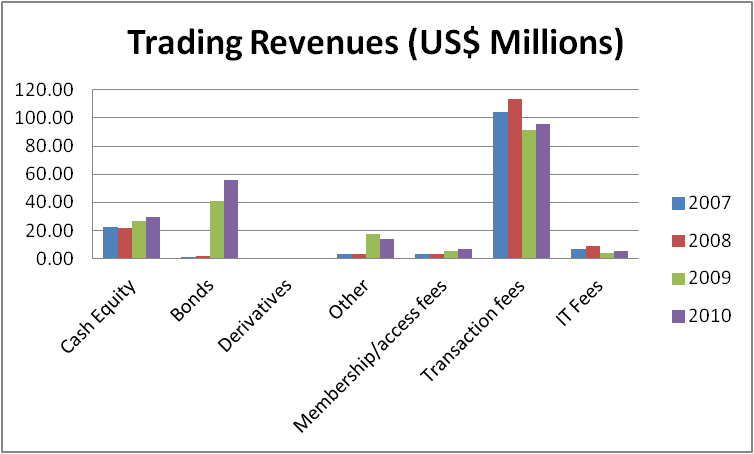 Trading Revenues (US$ Millions)
120.00
100.00
80.00
60.00
40.00
20.00
0.00
Cash Equity
Bonds
Derivatives
Other
Membership/access fees
Transaction fees
IT Fees
2007
2008
2009
2010